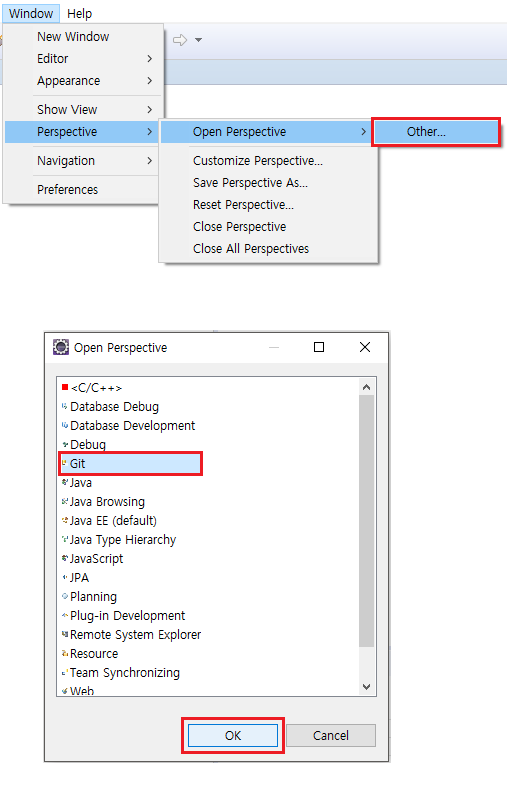 Window Help
New Window
Editor
Appearance
Show View
Perspective
Open Perspective
Other...
Navigation
Customize Perspective...
Save Perspective As...
Preferences
Reset Perspective...
Close Perspective
Close All Perspectives
Open Perspective
<C/C++>
Database Debug
Database Development
Debug
Git
Java
Java Browsing
Java EE (default)
Java Type Hierarchy
JavaScript
JPA
Planning
Plug-in Development
Remote System Explorer
Resource
Team Synchronizing
Web
OK Cancel